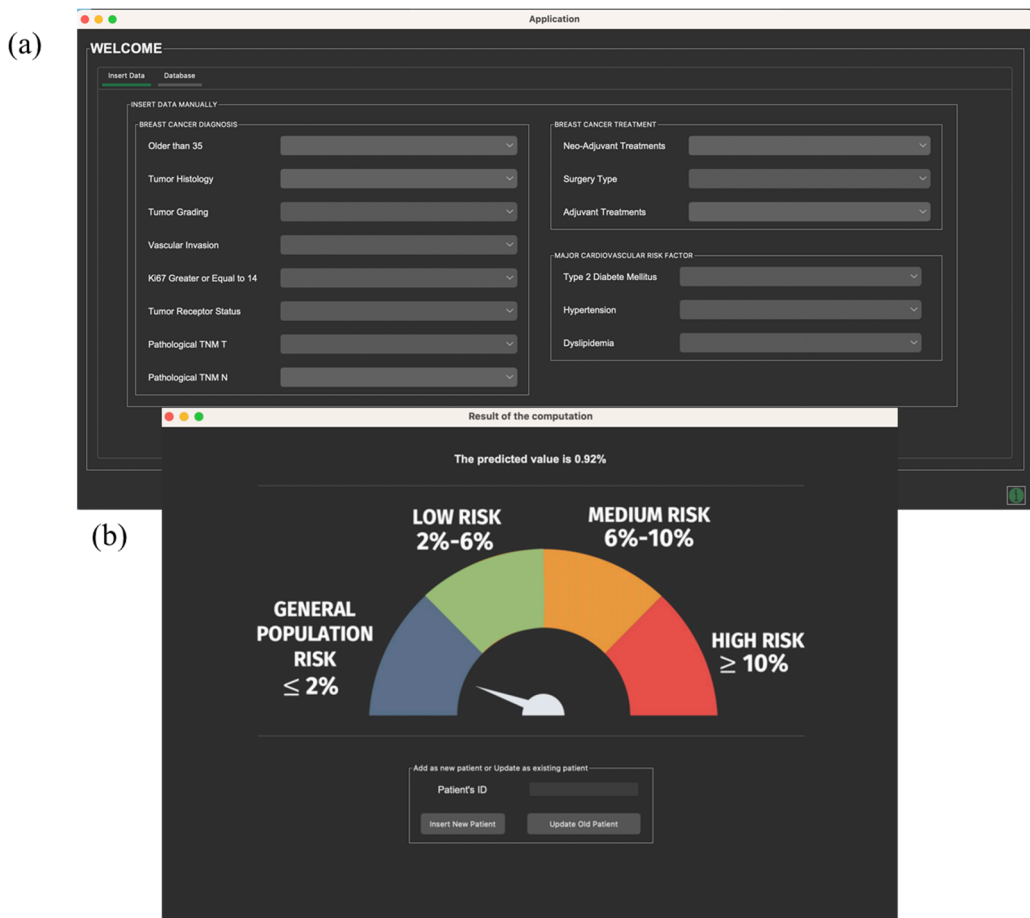 (a)
Application
WELCOME
Insert Data Database
INSERT DATA MANUALLY
BREAST CANCER DIAGNOSIS
Older than 35
Tumor Histology
Tumor Grading
Vascular Invasion
Ki67 Greater or Equal to 14
Tumor Receptor Status
Pathological TNM T
Pathological TNM N
BREAST CANCER TREATMENT
Neo-Adjuvant Treatments
Surgery Type
Adjuvant Treatments
MAJOR CARDIOVASCULAR RISK FACTOR
Type 2 Diabete Mellitus
Hypertension
Dyslipidemia
(b)
Result of the computation
The predicted value is 0.92%
GENERAL
POPULATION
RISK
≤ 2%
LOW RISK
2%-6%
MEDIUM RISK
6%-10%
HIGH RISK
≥ 10%
Add as new patient or Update as existing patient
Patient's ID
Insert New Patient Update Old Patient